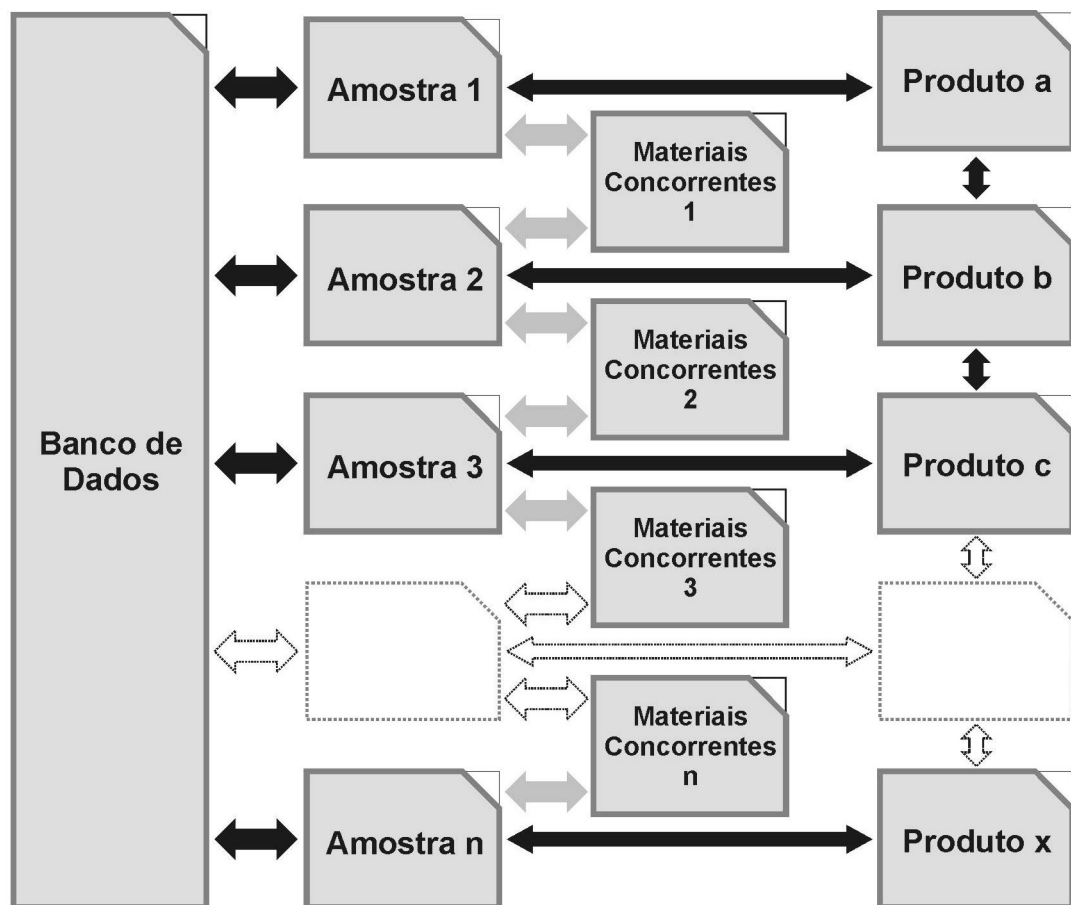 Banco de
Dados
Amostra 1
Produto a
Materiais
Concorrentes
1
Amostra 2
Produto b
Materiais
Concorrentes
2
Amostra 3
Produto c
Materiais
Concorrentes
3
Materiais
Concorrentes
n
Amostra n
Produto x